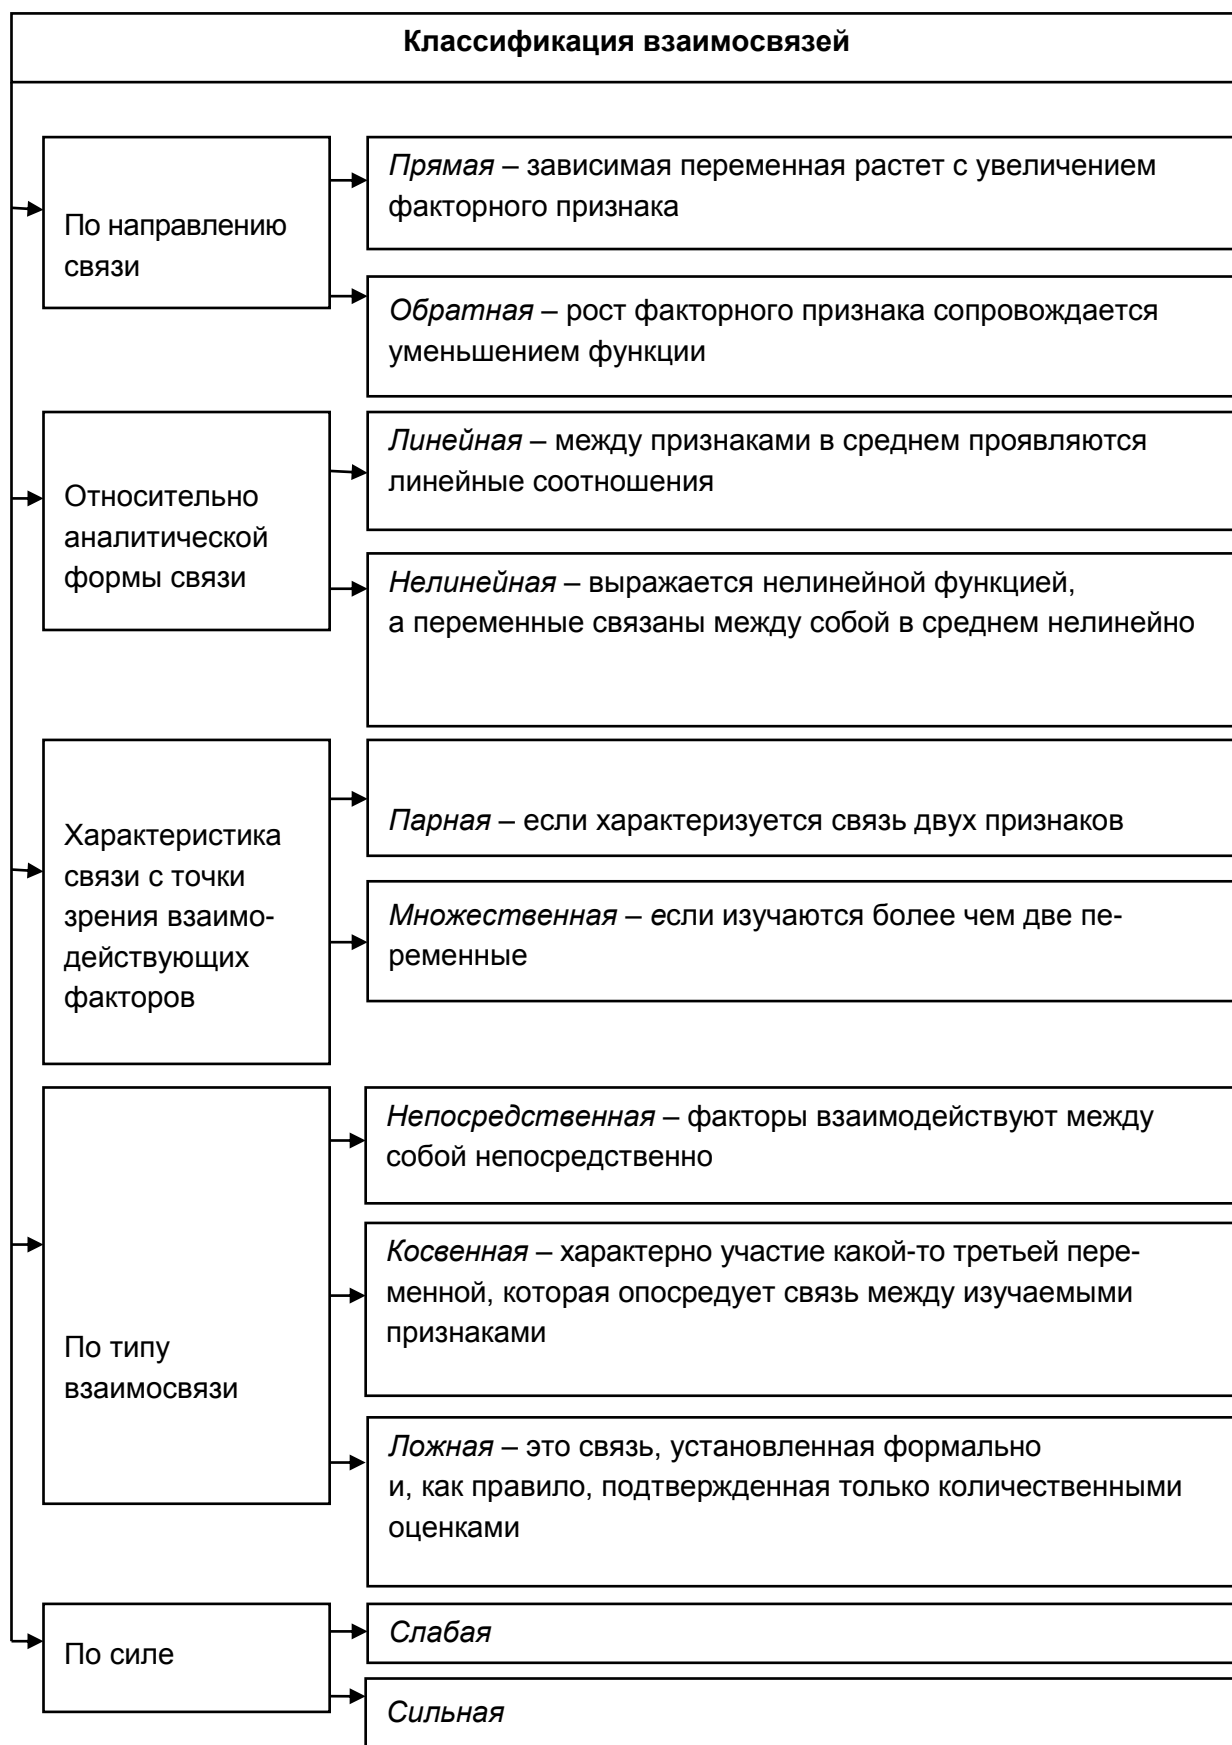 Классификация взаимосвязей
По направлению
связи
Прямая – зависимая переменная растет с увеличением
факторного признака
Обратная – рост факторного признака сопровождается
уменьшением функции
Относительно
аналитической
формы связи
Линейная – между признаками в среднем проявляются
линейные соотношения
Нелинейная – выражается нелинейной функцией,
а переменные связаны между собой в среднем нелинейно
Характеристика
связи с точки
зрения взаимо-
действующих
факторов
Парная – если характеризуется связь двух признаков
Множественная – если изучаются более чем две пе-
ременные
По типу
взаимосвязи
Непосредственная – факторы взаимодействуют между
собой непосредственно
Косвенная – характерно участие какой-то третьей пере-
менной, которая опосредует связь между изучаемыми
признаками
Ложная – это связь, установленная формально
и, как правило, подтвержденная только количественными
оценками
По силе
Слабая
Сильная